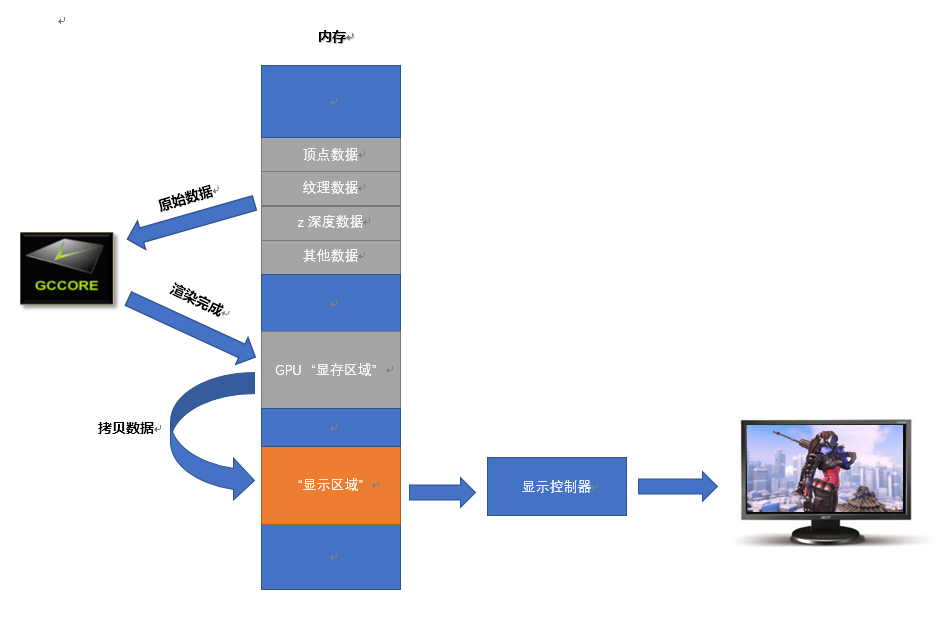 内存
顶点数据
原始数据
纹理数据
z 深度数据
其他数据
GCCORE
渲染完成
GPU “显存区域”
拷贝数据
“显示区域”
显示控制器
acer